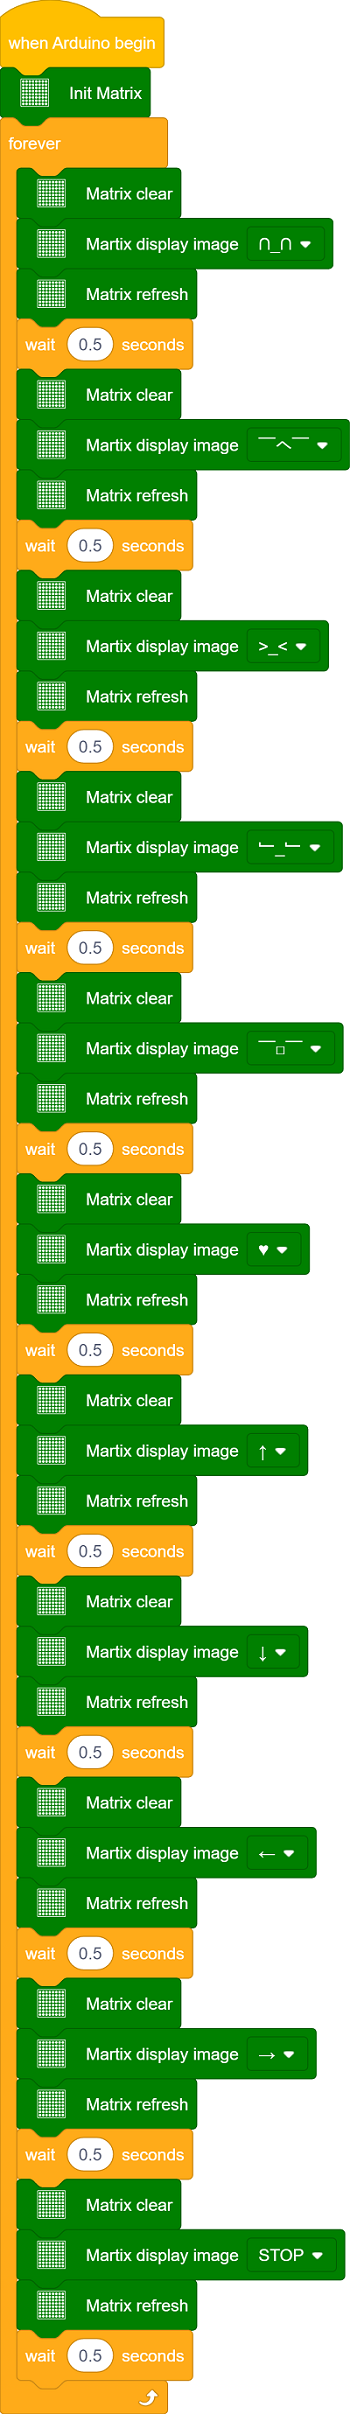 when Arduino begin
Init Matrix
forever
Matrix clear
Martix display image ∩_∩
Matrix refresh
wait 0.5 seconds
Matrix clear
Martix display image ￣へ￣
Matrix refresh
wait 0.5 seconds
Matrix clear
Martix display image >_<
Matrix refresh
wait 0.5 seconds
Matrix clear
Martix display image ╘═_╘═
Matrix refresh
wait 0.5 seconds
Matrix clear
Martix display image ￣□￣
Matrix refresh
wait 0.5 seconds
Matrix clear
Martix display image ♥
Matrix refresh
wait 0.5 seconds
Matrix clear
Martix display image ↑
Matrix refresh
wait 0.5 seconds
Matrix clear
Martix display image ↓
Matrix refresh
wait 0.5 seconds
Matrix clear
Martix display image ←
Matrix refresh
wait 0.5 seconds
Matrix clear
Martix display image →
Matrix refresh
wait 0.5 seconds
Matrix clear
Martix display image STOP
Matrix refresh
wait 0.5 seconds